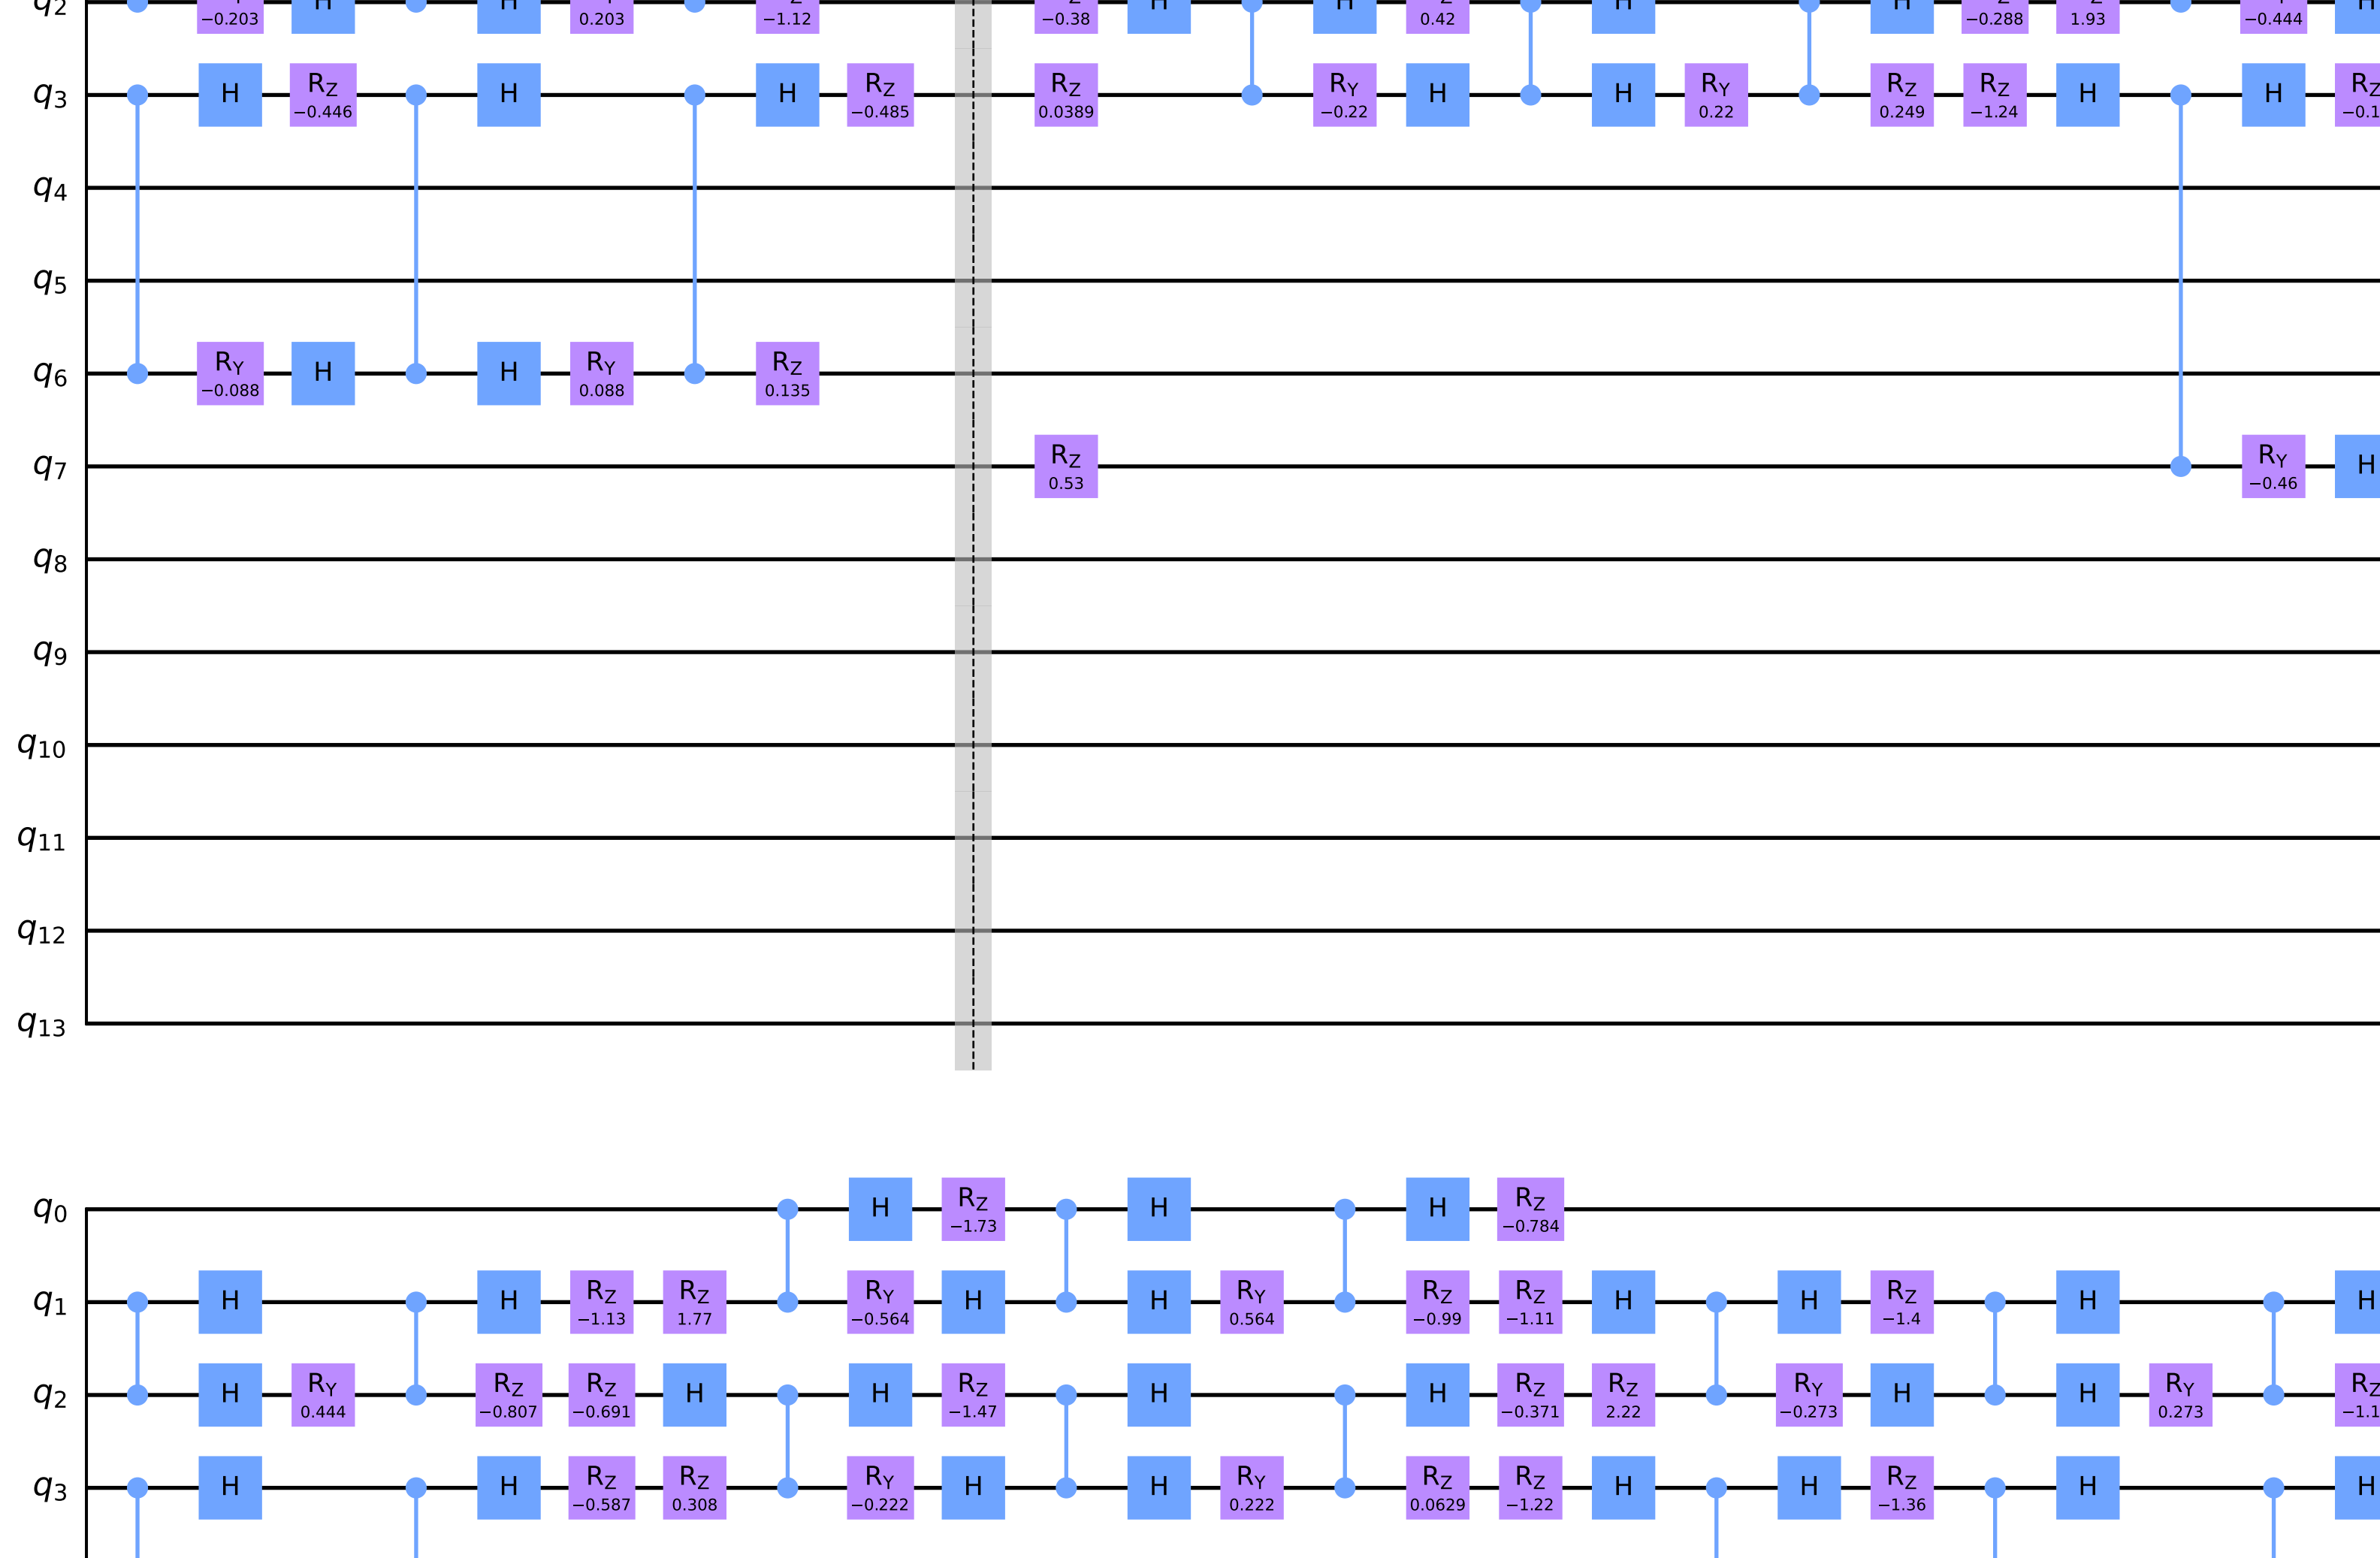 q2 −0.203 H H 0.203 −1.12 −0.38 H H 0.42 H H −0.288 1.93 −0.444 H
q3 H RZ −0.446 H H RZ −0.485 RZ 0.0389 RY −0.22 H H RY 0.22 RZ 0.249 RZ −1.24 H H RZ
q4
q5
q6 RY −0.088 H H RY 0.088 RZ 0.135
q7 RZ 0.53 RY −0.46 H
q8
q9
q10
q11
q12
q13
q0 H RZ −1.73 H H RZ −0.784
q1 H H RZ −1.13 RZ 1.77 RY −0.564 H H RY 0.564 RZ −0.99 RZ −1.11 H H RZ −1.4 H H
q2 H RY 0.444 RZ −0.807 RZ −0.691 H H RZ −1.47 H H RZ −0.371 RZ 2.22 RY −0.273 H H RY 0.273 RZ
q3 H H RZ −0.587 RZ 0.308 RY −0.222 H H RY 0.222 RZ 0.0629 RZ −1.22 H H RZ −1.36 H H